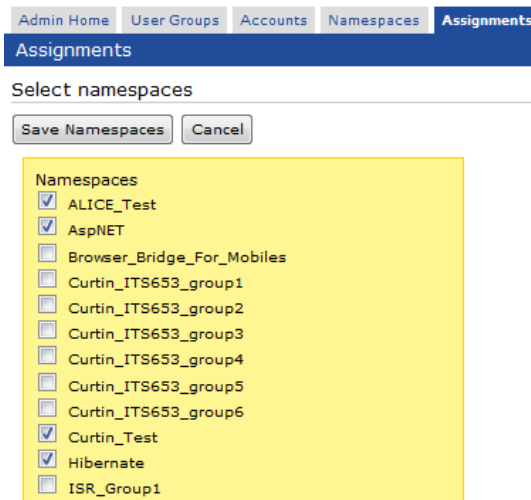 Admin Home User Groups Accounts Namespaces Assignments
Assignments
Select namespaces
Save Namespaces Cancel
Namespaces
ALICE_Test
AspNET
Browser_Bridge_For_Mobiles
Curtin_ITS653_group1
Curtin_ITS653_group2
Curtin_ITS653_group3
Curtin_ITS653_group4
Curtin_ITS653_group5
Curtin_ITS653_group6
Curtin_Test
Hibernate
ISR_Group1